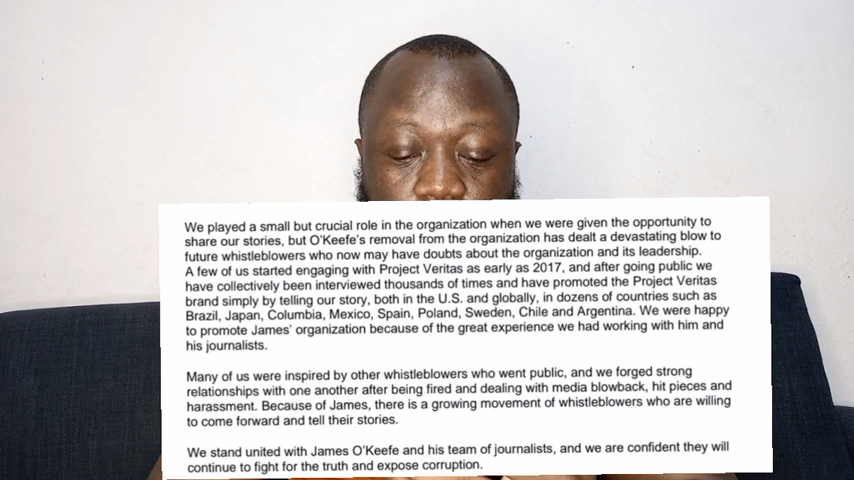 We played a small but crucial role in the organization when we were given the opportunity to
share our stories, but O'Keefe's removal from the organization has dealt a devastating blow to
future whistleblowers who now may have doubts about the organization and its leadership.
A few of us started engaging with Project Veritas as early as 2017, and after going public we
have collectively been interviewed thousands of times and have promoted the Project Veritas
brand simply by telling our story, both in the U.S. and globally, in dozens of countries such as
Brazil, Japan, Columbia, Mexico, Spain, Poland, Sweden, Chile and Argentina. We were happy
to promote James' organization because of the great experience we had working with him and
his journalists.
Many of us were inspired by other whistleblowers who went public, and we forged strong
relationships with one another after being fired and dealing with media blowback, hit pieces and
harassment. Because of James, there is a growing movement of whistleblowers who are willing
to come forward and tell their stories.
We stand united with James O'Keefe and his team of journalists, and we are confident they will
continue to fight for the truth and expose corruption.